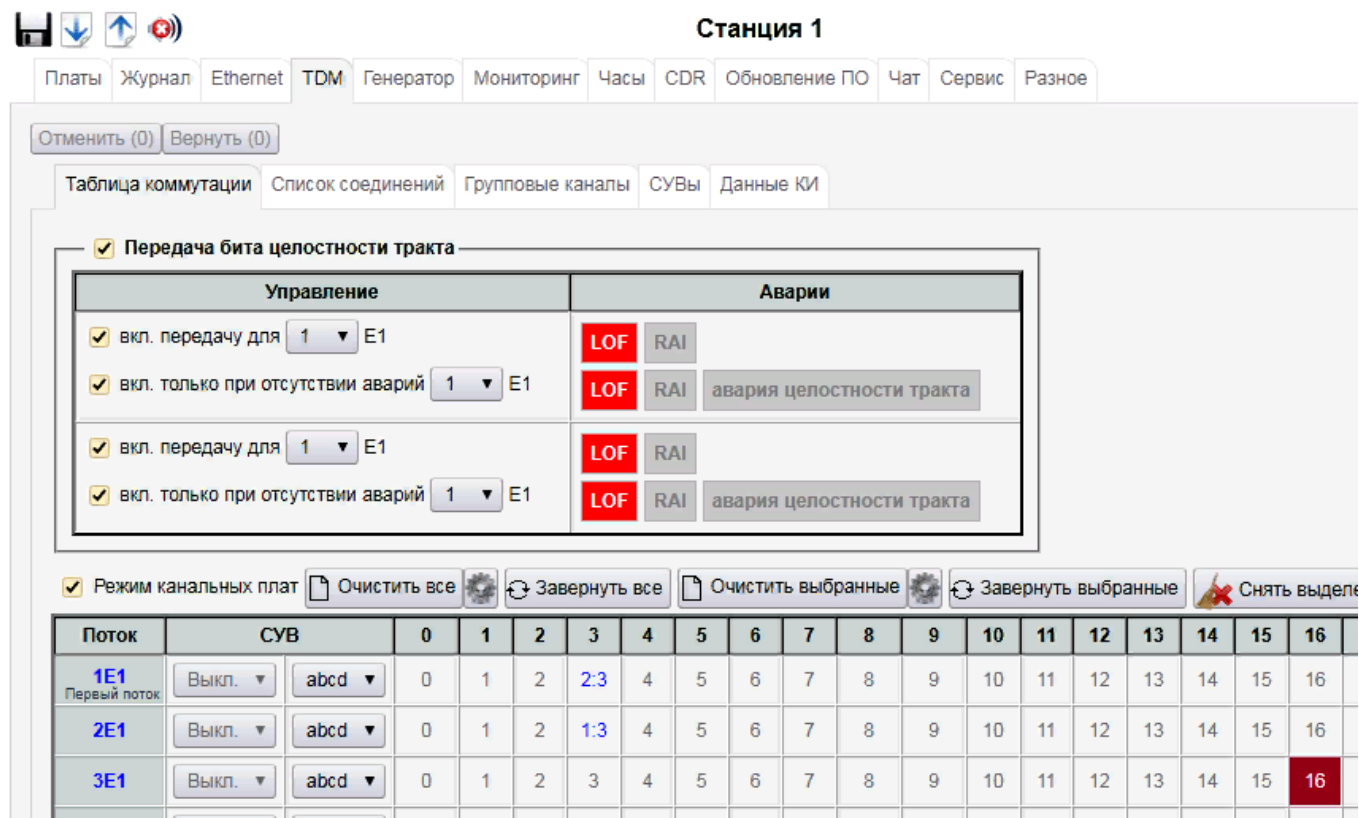 Станция 1
Платы Журнал Ethernet TDM Генератор Мониторинг Часы CDR Обновление ПО Чат Сервис Разное
Отменить (0) Вернуть (0)
Таблица коммутации Список соединений Групповые каналы СУВы Данные КИ
Передача бита целостности тракта
Управление Аварии
вкл. передачу для 1 E1 LOF RAI
вкл. только при отсутствии аварий 1 E1 LOF RAI авария целостности тракта
вкл. передачу для 1 E1 LOF RAI
вкл. только при отсутствии аварий 1 E1 LOF RAI авария целостности тракта
Режим канальных плат Очистить все Завернуть все Очистить выбранные Завернуть выбранные Снять выделе
Поток СУВ 0 1 2 3 4 5 6 7 8 9 10 11 12 13 14 15 16
1E1 Выкл. abcd 0 1 2 2:3 4 5 6 7 8 9 10 11 12 13 14 15 16
Первый поток
2E1 Выкл. abcd 0 1 2 1:3 4 5 6 7 8 9 10 11 12 13 14 15 16
3E1 Выкл. abcd 0 1 2 3 4 5 6 7 8 9 10 11 12 13 14 15 16